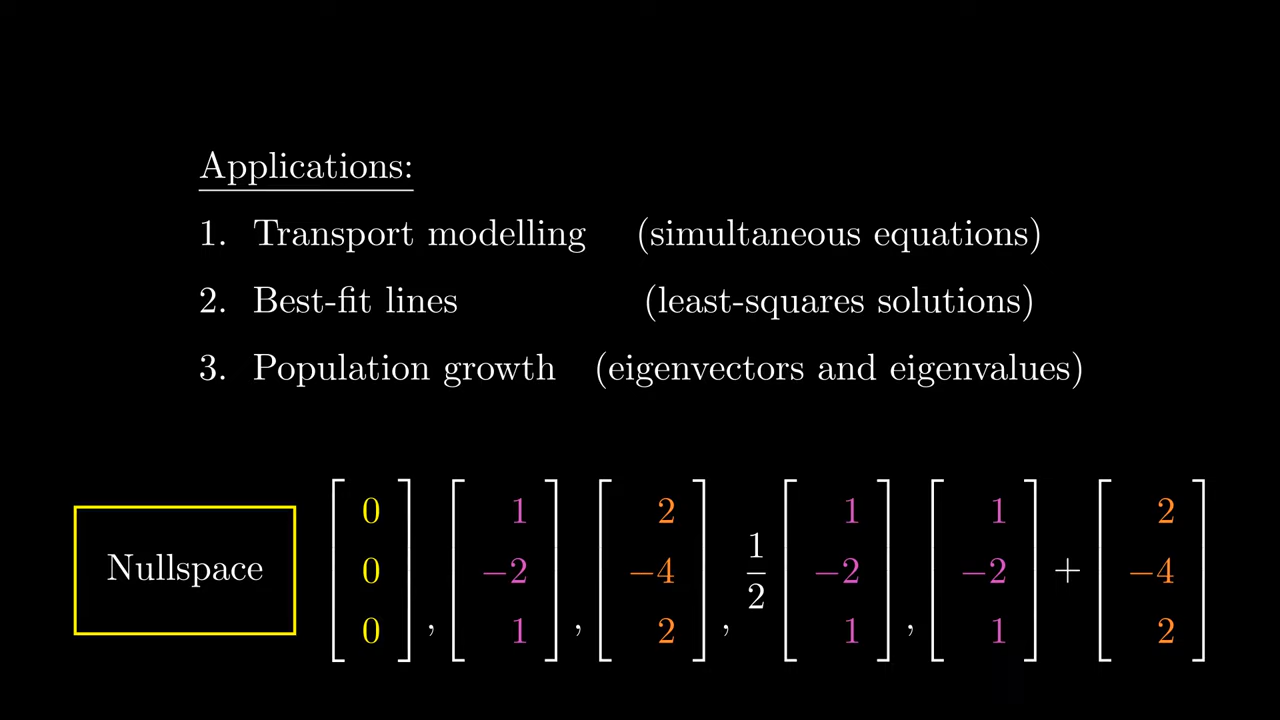 Applications:
1. Transport modelling (simultaneous equations)
2. Best-fit lines (least-squares solutions)
3. Population growth (eigenvectors and eigenvalues)
Nullspace [0 0 0], [1 −2 1], [2 −4 2], 1/2 [1 −2 1], [1 −2 1] + [2 −4 2]